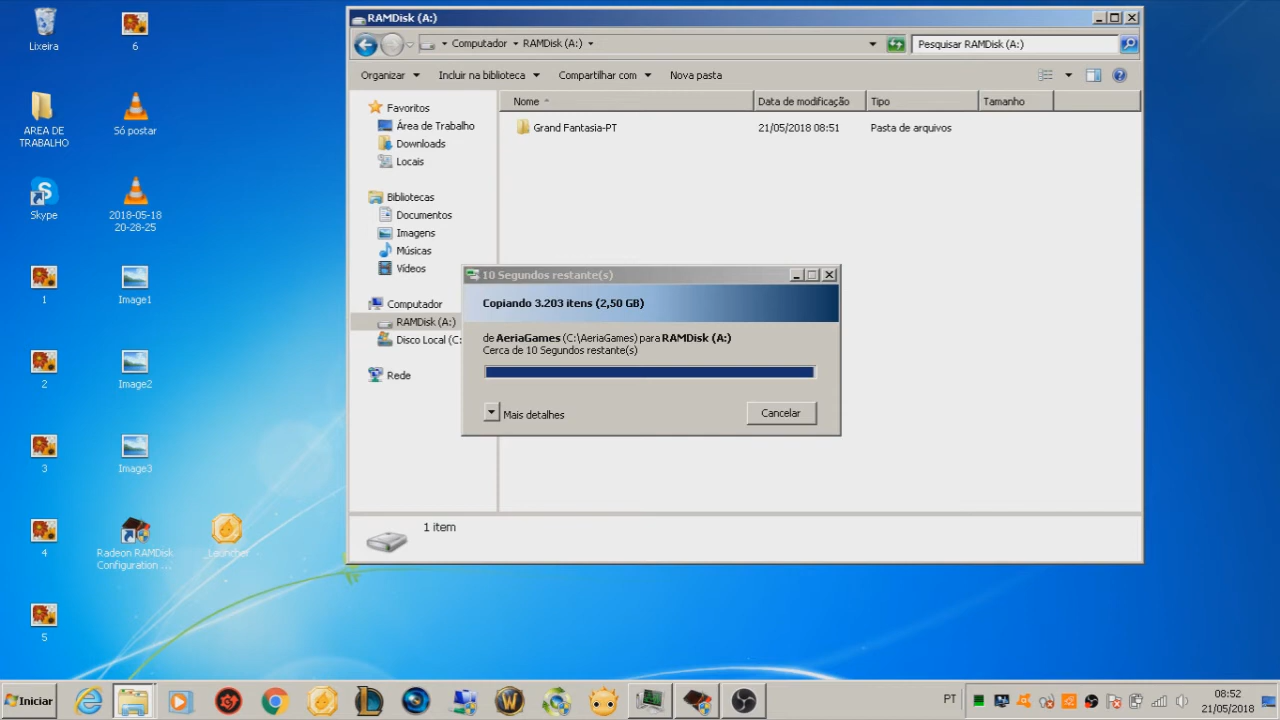 Lixeira
6
AREA DE
TRABALHO
Só postar
Skype
2018-05-18
20-28-25
1
Image1
2
Image2
3
Image3
4
Radeon RAMDisk
Configuration ...
_Launcher
5
RAMDisk (A:)
Computador
RAMDisk (A:)
Pesquisar RAMDisk (A:)
Organizar
Incluir na biblioteca
Compartilhar com
Nova pasta
Favoritos
Área de Trabalho
Downloads
Locais
Bibliotecas
Documentos
Imagens
Músicas
Vídeos
Computador
RAMDisk (A:)
Disco Local (C:
Rede
Nome
Data de modificação
Tipo
Tamanho
Grand Fantasia-PT
21/05/2018 08:51
Pasta de arquivos
10 Segundos restante(s)
Copiando 3.203 itens (2,50 GB)
de AeriaGames (C:\AeriaGames) para RAMDisk (A:)
Cerca de 10 Segundos restante(s)
Mais detalhes
Cancelar
1 item
Iniciar
PT
08:52
21/05/2018